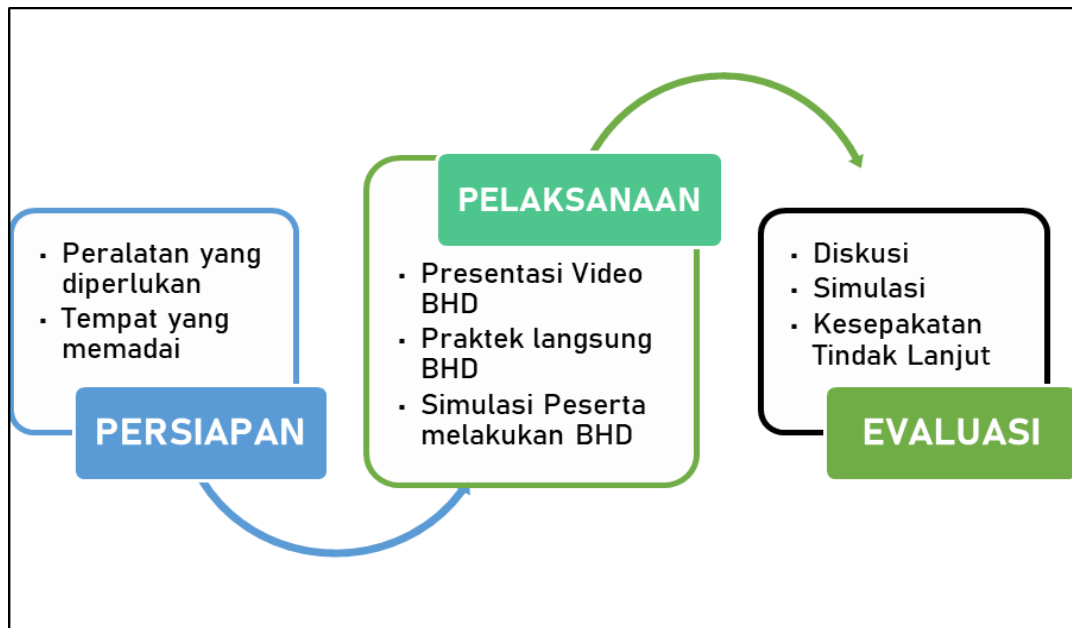 ▪ Peralatan yang
diperlukan
▪ Tempat yang
memadai
PERSIAPAN
PELAKSANAAN
▪ Presentasi Video
BHD
▪ Praktek langsung
BHD
▪ Simulasi Peserta
melakukan BHD
▪ Diskusi
▪ Simulasi
▪ Kesepakatan
Tindak Lanjut
EVALUASI